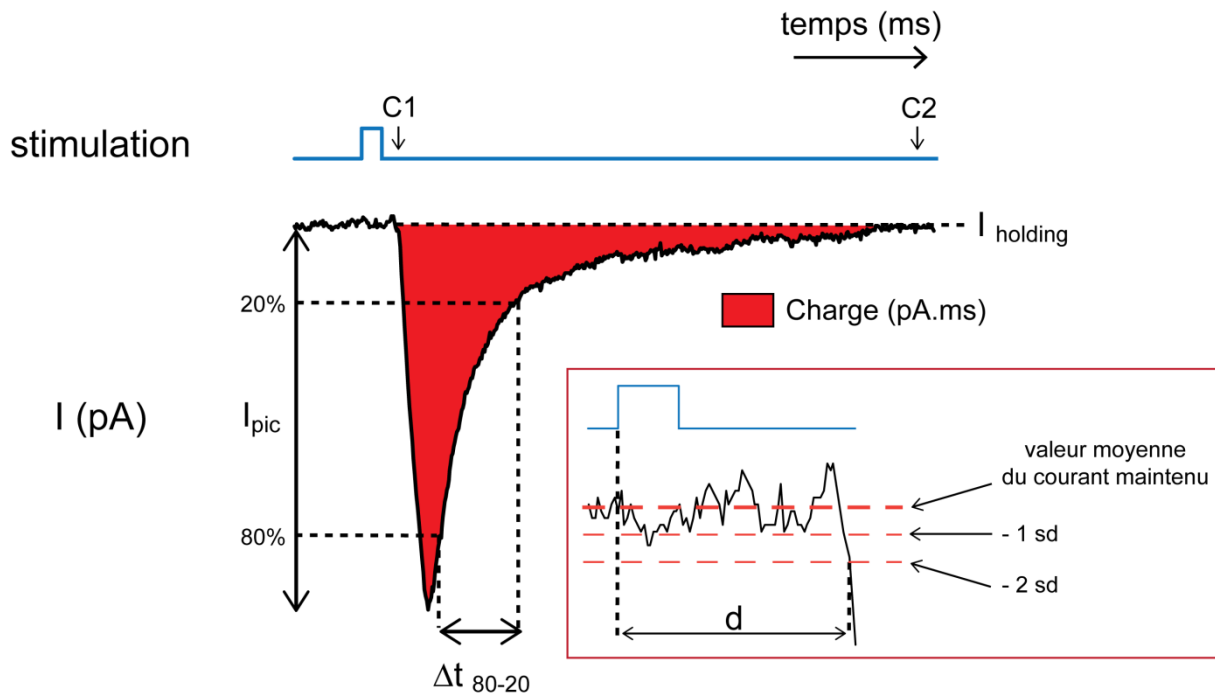 temps (ms)
C1
C2
stimulation
I holding
20%
Charge (pA.ms)
I (pA)
Ipic
valeur moyenne
du courant maintenu
- 1 sd
80%
- 2 sd
d
Δt 80-20